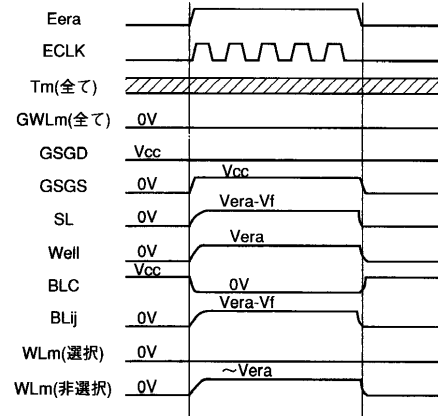 Eera
ECLK
Tm(全て)
GWLm(全て) 0V
GSGD Vcc
GSGS 0V Vcc
SL 0V Vera-Vf
Well 0V Vera
BLC Vcc 0V
BLij 0V Vera-Vf
WLm(選択) 0V
WLm(非選択) 0V ～Vera